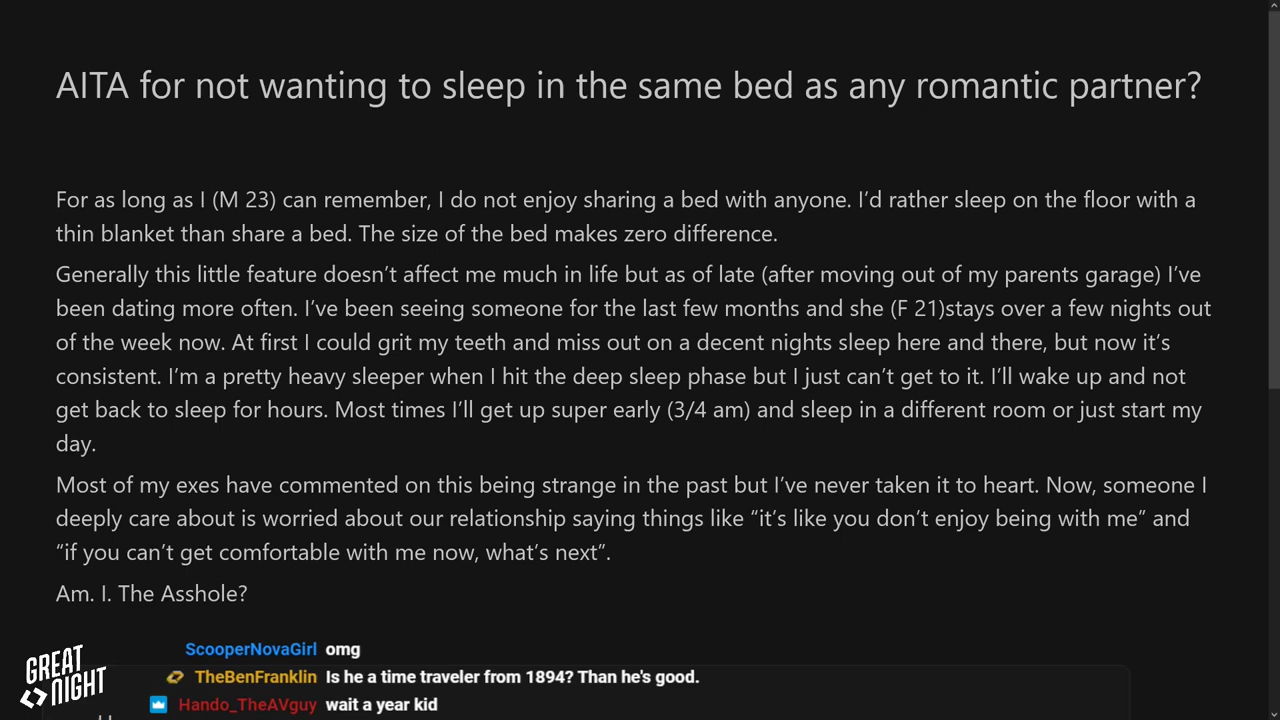 AITA for not wanting to sleep in the same bed as any romantic partner?
For as long as I (M 23) can remember, I do not enjoy sharing a bed with anyone. I’d rather sleep on the floor with a
thin blanket than share a bed. The size of the bed makes zero difference.
Generally this little feature doesn’t affect me much in life but as of late (after moving out of my parents garage) I’ve
been dating more often. I’ve been seeing someone for the last few months and she (F 21)stays over a few nights out
of the week now. At first I could grit my teeth and miss out on a decent nights sleep here and there, but now it’s
consistent. I’m a pretty heavy sleeper when I hit the deep sleep phase but I just can’t get to it. I’ll wake up and not
get back to sleep for hours. Most times I’ll get up super early (3/4 am) and sleep in a different room or just start my
day.
Most of my exes have commented on this being strange in the past but I’ve never taken it to heart. Now, someone I
deeply care about is worried about our relationship saying things like “it’s like you don’t enjoy being with me” and
“if you can’t get comfortable with me now, what’s next”.
Am. I. The Asshole?
ScooperNovaGirl omg
TheBenFranklin Is he a time traveler from 1894? Than he's good.
Hando_TheAVguy wait a year kid
GREAT
NIGHT